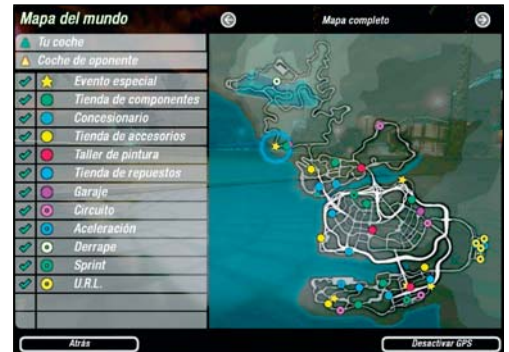 Mapa del mundo
Mapa completo
Tu coche
Coche de oponente
Evento especial
Tienda de componentes
Concesionario
Tienda de accesorios
Taller de pintura
Tienda de repuestos
Garaje
Circuito
Aceleración
Derrape
Sprint
U.R.L.
Atrás
Desactivar GPS